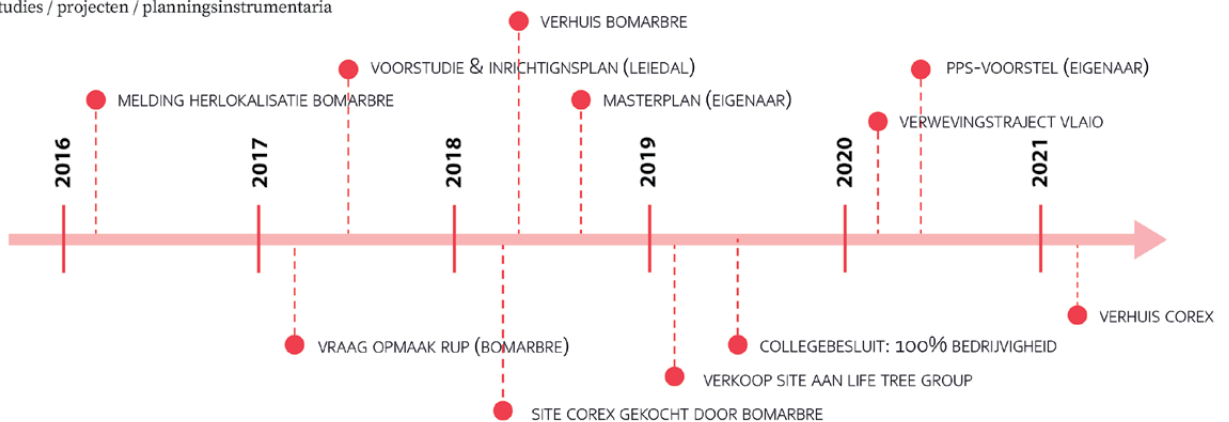 tudies / projecten / planningsinstrumentaria
VERHUIS BOMARBRE
VOORSTUDIE & INRICHTIGNSPLAN (LEIEDAL)
PPS-VOORSTEL (EIGENAAR)
MELDING HERLOKALISATIE BOMARBRE
MASTERPLAN (EIGENAAR)
VERWEVINGSTRAJECT VLAIO
2016
2017
2018
2019
2020
2021
VERHUIS COREX
VRAAG OPMAAK RUP (BOMARBRE)
COLLEGEBESLUIT: 100% BEDRIJVIGHEID
VERKOOP SITE AAN LIFE TREE GROUP
SITE COREX GEKOCHT DOOR BOMARBRE